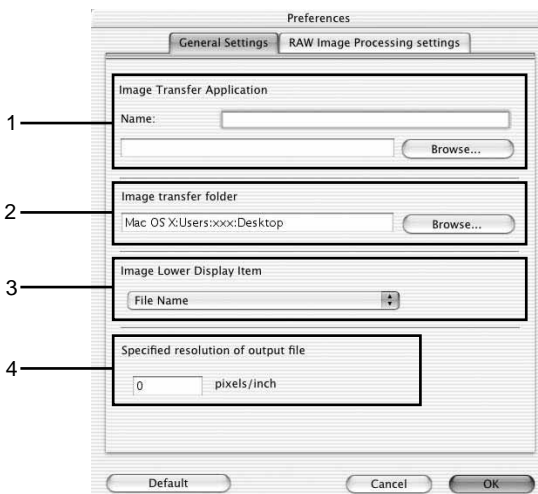 Preferences
General Settings RAW Image Processing settings
Image Transfer Application
1
Name:
Browse...
Image transfer folder
2
Mac OS X:Users:xxx:Desktop Browse...
Image Lower Display Item
3
File Name
Specified resolution of output file
4
0 pixels/inch
Default Cancel OK